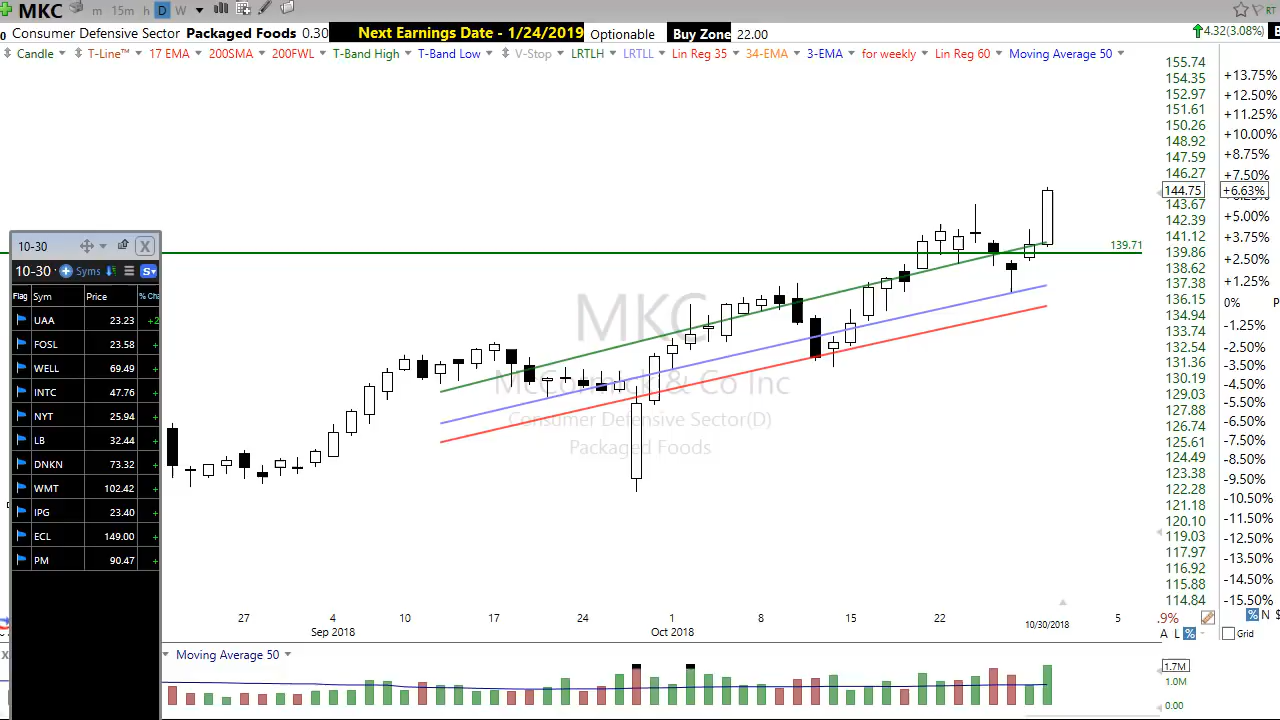 MKC m 15m h D W RT
Consumer Defensive Sector Packaged Foods 0.30 Next Earnings Date - 1/24/2019 Optionable Buy Zone 22.00 4.32(3.08%)
Candle T-Line™ 17 EMA 200SMA 200FWL T-Band High T-Band Low V-Stop LRTLH LRTLL Lin Reg 35 34-EMA 3-EMA for weekly Lin Reg 60 Moving Average 50
155.74
154.35
152.97
151.61
150.26
148.92
147.59
146.27
144.75
143.67
142.39
141.12
139.86
138.62
137.38
136.15
134.94
133.74
132.54
131.36
130.19
129.03
127.88
126.74
125.61
124.49
123.38
122.28
121.18
120.10
119.03
117.97
116.92
115.88
114.84
+13.75%
+12.50%
+11.25%
+10.00%
+8.75%
+7.50%
+6.63%
+5.00%
+3.75%
+2.50%
+1.25%
0% P
-1.25%
-2.50%
-3.50%
-4.50%
-5.50%
-6.50%
-7.50%
-8.50%
-9.50%
-10.50%
-11.50%
-12.50%
-13.50%
-14.50%
-15.50%
139.71
MKC
McCormick & Co Inc
Consumer Defensive Sector(D)
Packaged Foods
10-30 X
10-30 Syms
Flag Sym Price
UAA 23.23 +2
FOSL 23.58 +
WELL 69.49 +
INTC 47.76 +
NYT 25.94 +
LB 32.44 +
DNKN 73.32 +
WMT 102.42 +
IPG 23.40 +
ECL 149.00 +
PM 90.47 +
27 4 10 17 24 1 8 15 22 5
Sep 2018 Oct 2018 10/30/2018
.9% % N $
A L % - Grid
X Moving Average 50
1.7M
1.0M
0.00